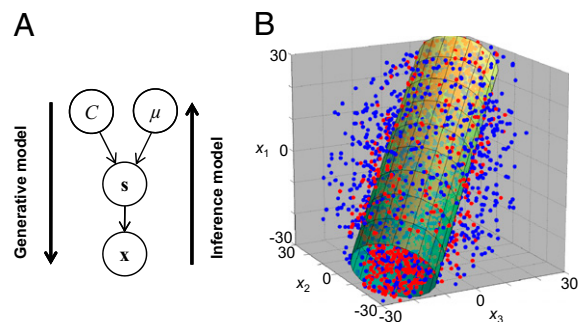 A
Generative model
C
μ
s
x
Inference model
B
30
x₁ 0
-30
30
x₂ 0
-30
-30
0
x₃
30